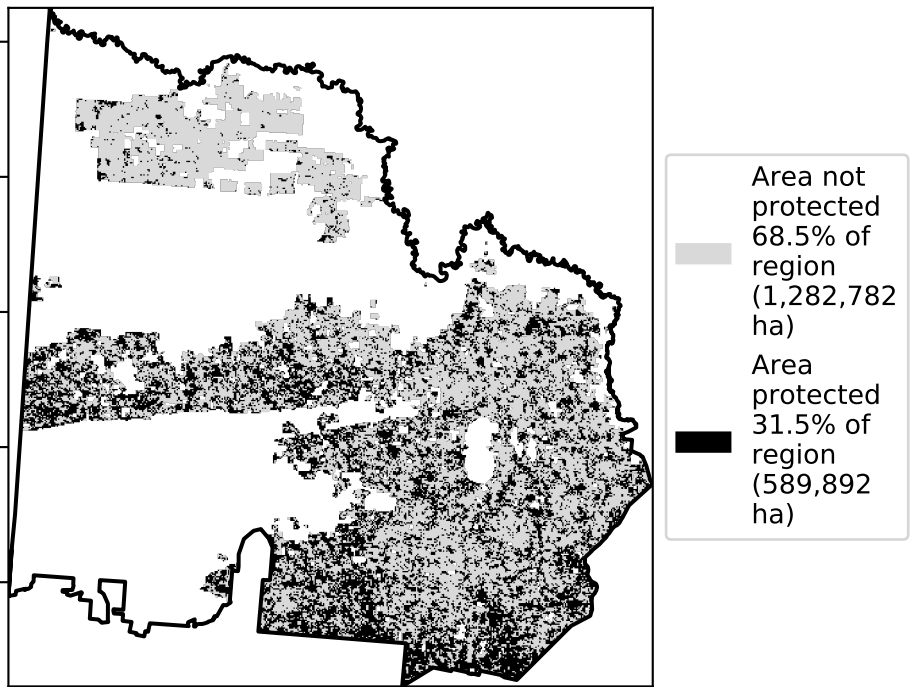 Area not
protected
68.5% of
region
(1,282,782
ha)
Area
protected
31.5% of
region
(589,892
ha)